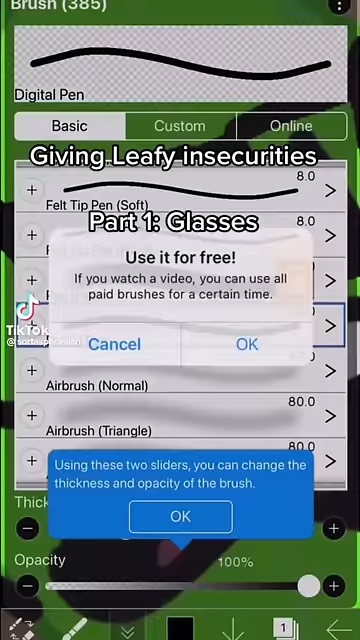 Brush (385)
Digital Pen
Basic
Custom
Online
Giving Leafy insecurities
8.0
Felt Tip Pen (Soft)
8.0
Part 1: Glasses
Use it for free!
If you watch a video, you can use all
paid brushes for a certain time.
TikTok
Cancel
OK
Airbrush (Normal)
80.0
Airbrush (Triangle)
80.0
Using these two sliders, you can change the
thickness and opacity of the brush.
Thick
OK
Opacity
100%
1